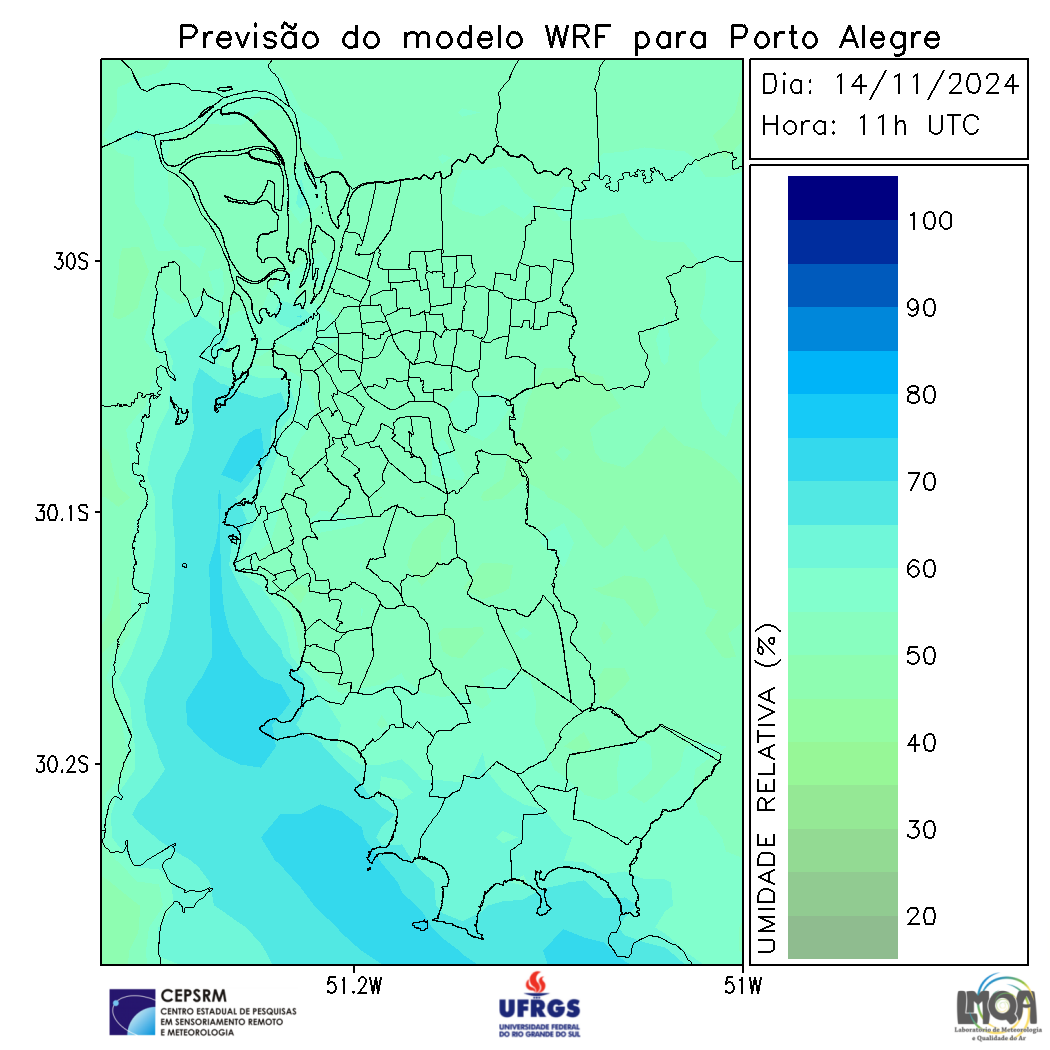 Previsão do modelo WRF para Porto Alegre
Dia: 14/11/2024
Hora: 11h UTC
30S
30.1S
30.2S
51.2W
51W
100
90
80
70
60
50
40
30
20
UMIDADE RELATIVA (%)
CEPSRM
CENTRO ESTADUAL DE PESQUISAS
EM SENSORIAMENTO REMOTO
E METEOROLOGIA
UFRGS
UNIVERSIDADE FEDERAL
DO RIO GRANDE DO SUL
LMQA
Laboratório de Meteorologia
e Qualidade do Ar